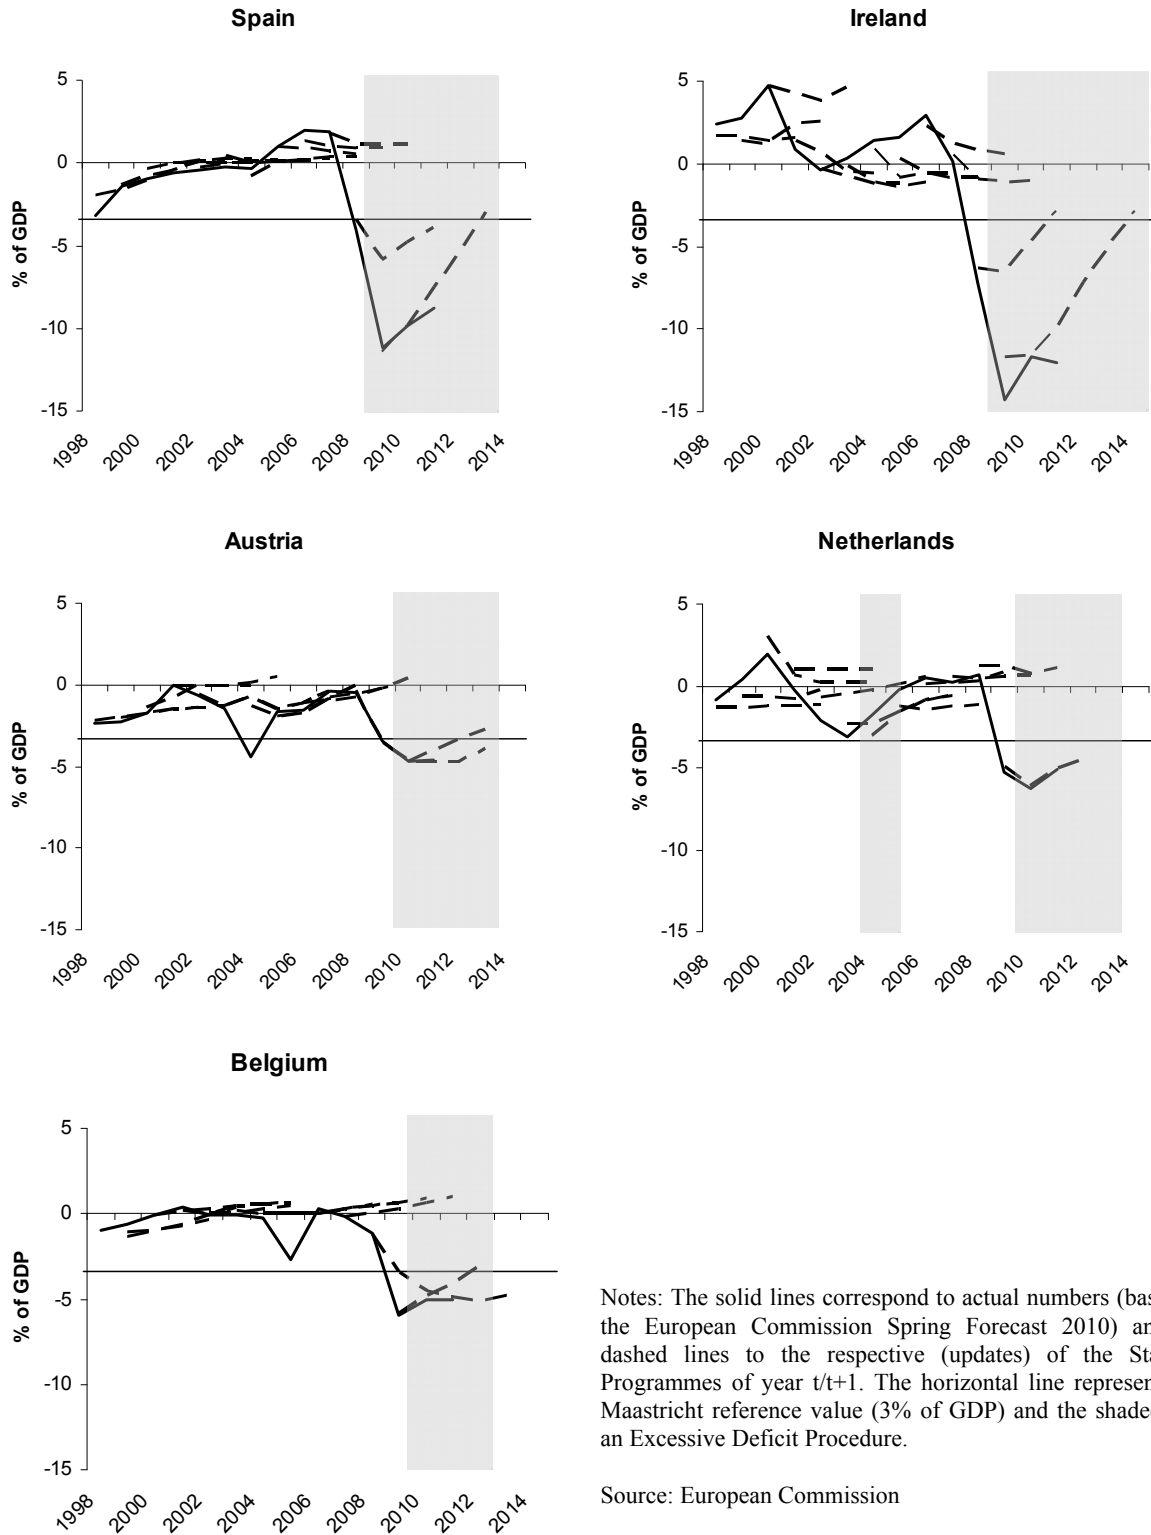 Spain
5
0
-5
-10
-15
% of GDP
1998 2000 2002 2004 2006 2008 2010 2012 2014
Ireland
5
0
-5
-10
-15
% of GDP
1998 2000 2002 2004 2006 2008 2010 2012 2014
Austria
5
0
-5
-10
-15
% of GDP
1998 2000 2002 2004 2006 2008 2010 2012 2014
Netherlands
5
0
-5
-10
-15
% of GDP
1998 2000 2002 2004 2006 2008 2010 2012 2014
Belgium
5
0
-5
-10
-15
% of GDP
1998 2000 2002 2004 2006 2008 2010 2012 2014
Notes: The solid lines correspond to actual numbers (bas
the European Commission Spring Forecast 2010) an
dashed lines to the respective (updates) of the Sta
Programmes of year t/t+1. The horizontal line represen
Maastricht reference value (3% of GDP) and the shade
an Excessive Deficit Procedure.
Source: European Commission